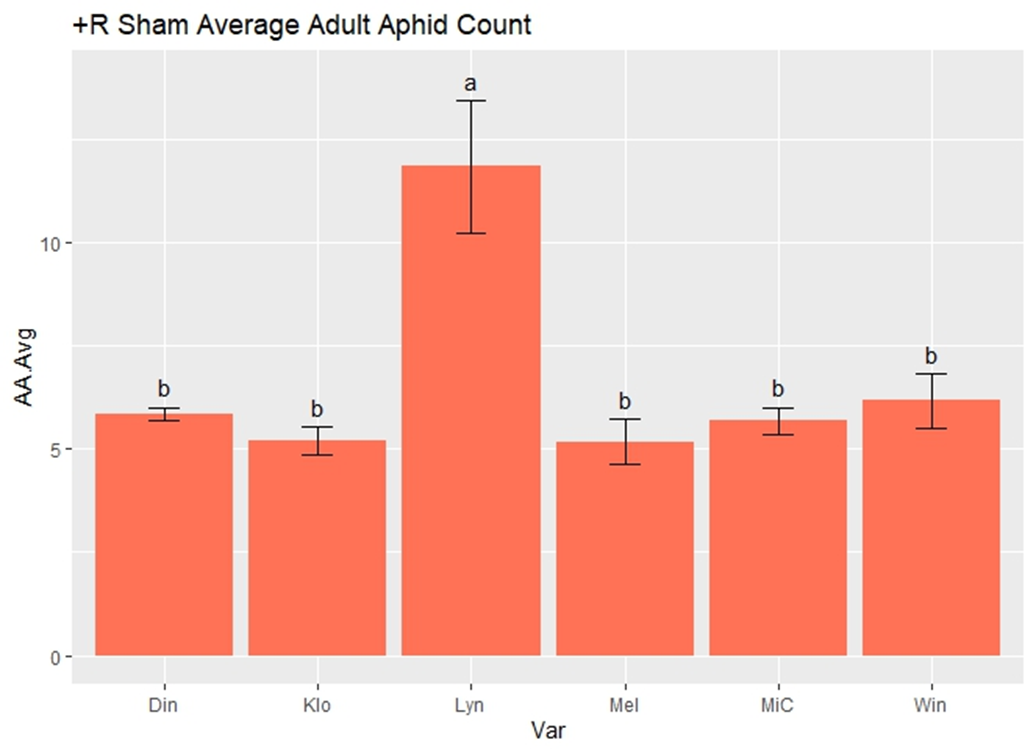 +R Sham Average Adult Aphid Count
a
b
b
b
b
b
10
5
0
AA.Avg
Din
Klo
Lyn
Mel
MiC
Win
Var